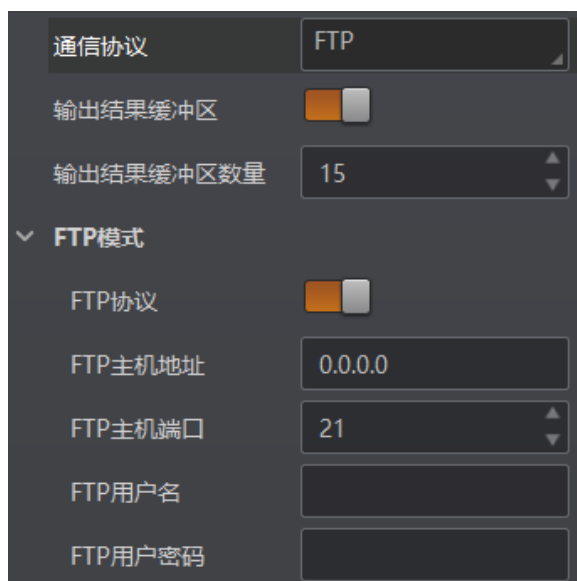 通信协议 FTP
输出结果缓冲区
输出结果缓冲区数量 15
FTP模式
FTP协议
FTP主机地址 0.0.0.0
FTP主机端口 21
FTP用户名
FTP用户密码